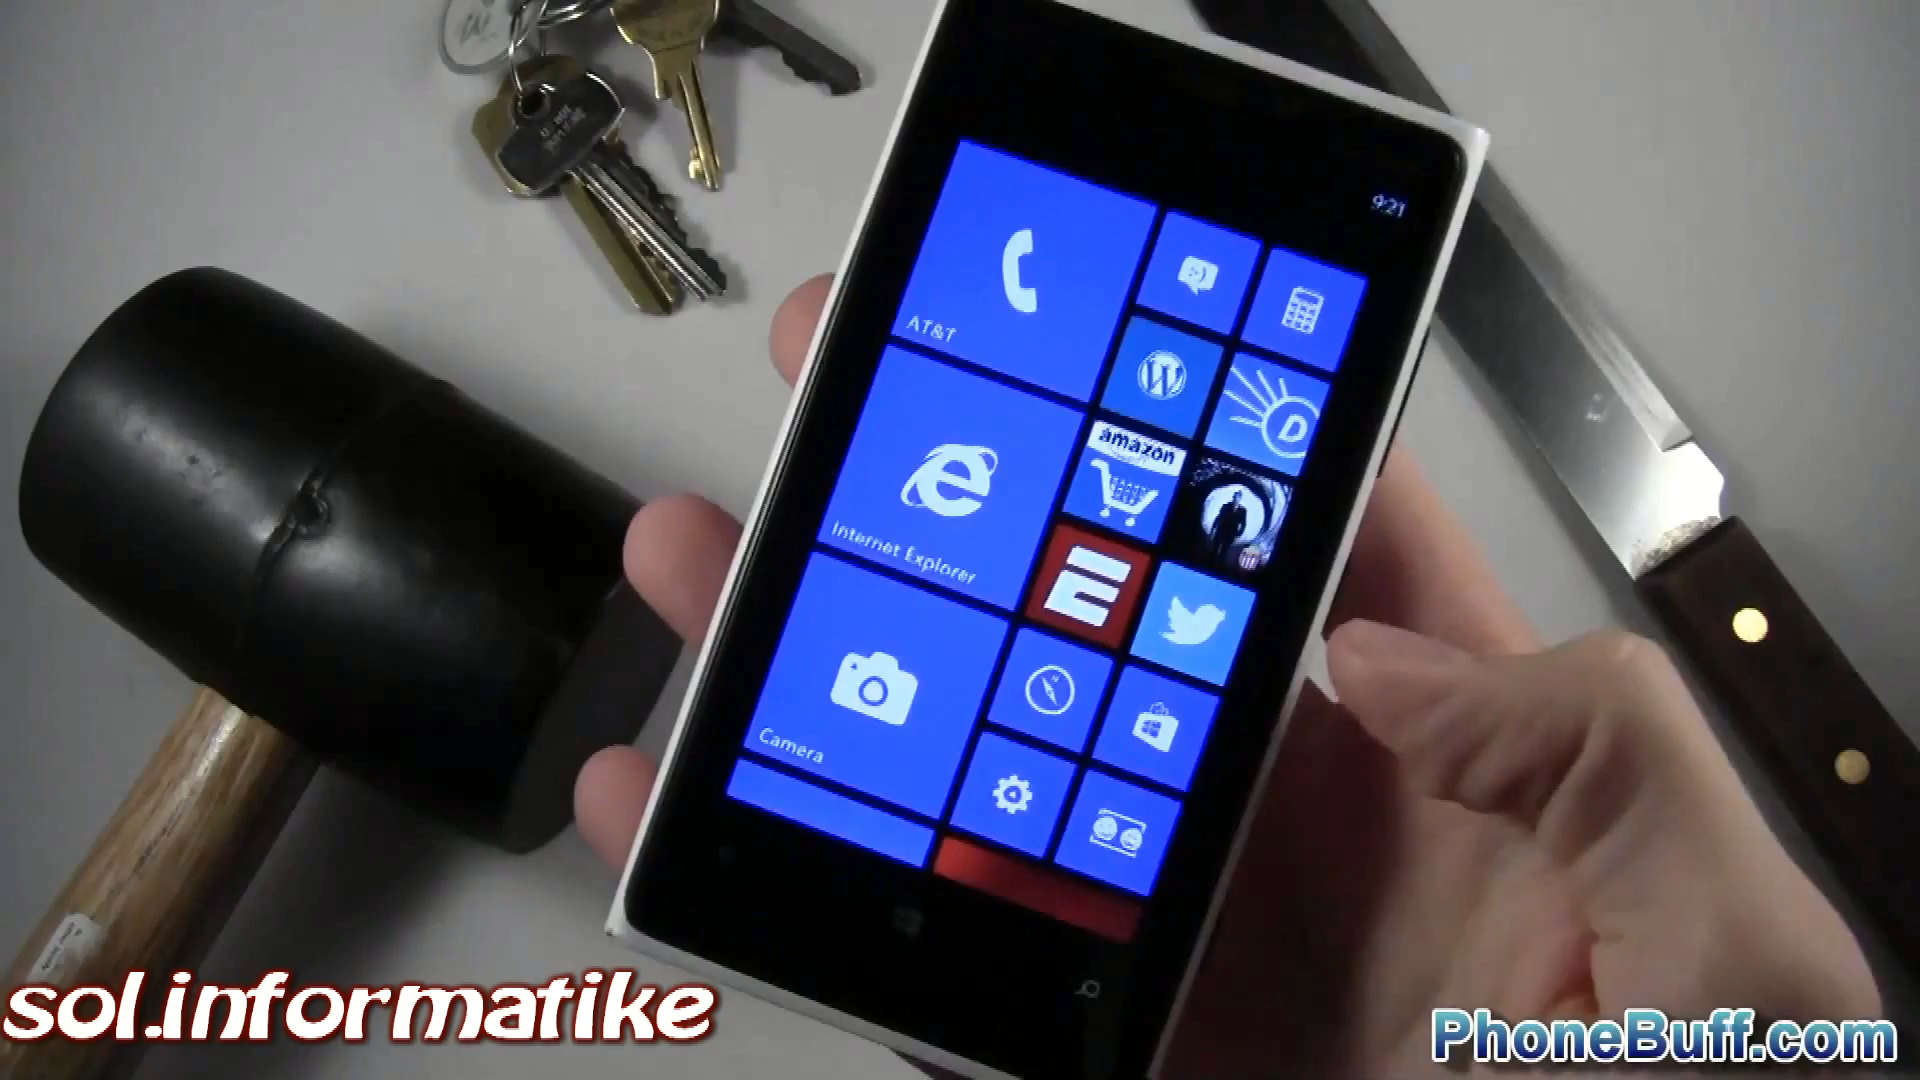 9:21
AT&T
amazon
Internet Explorer
Camera
sol.informatike
PhoneBuff.com